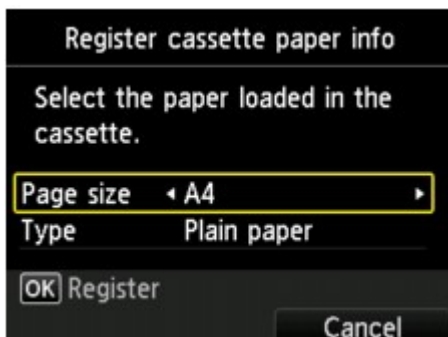 Register cassette paper info
Select the paper loaded in the
cassette.
Page size A4
Type Plain paper
OK Register
Cancel